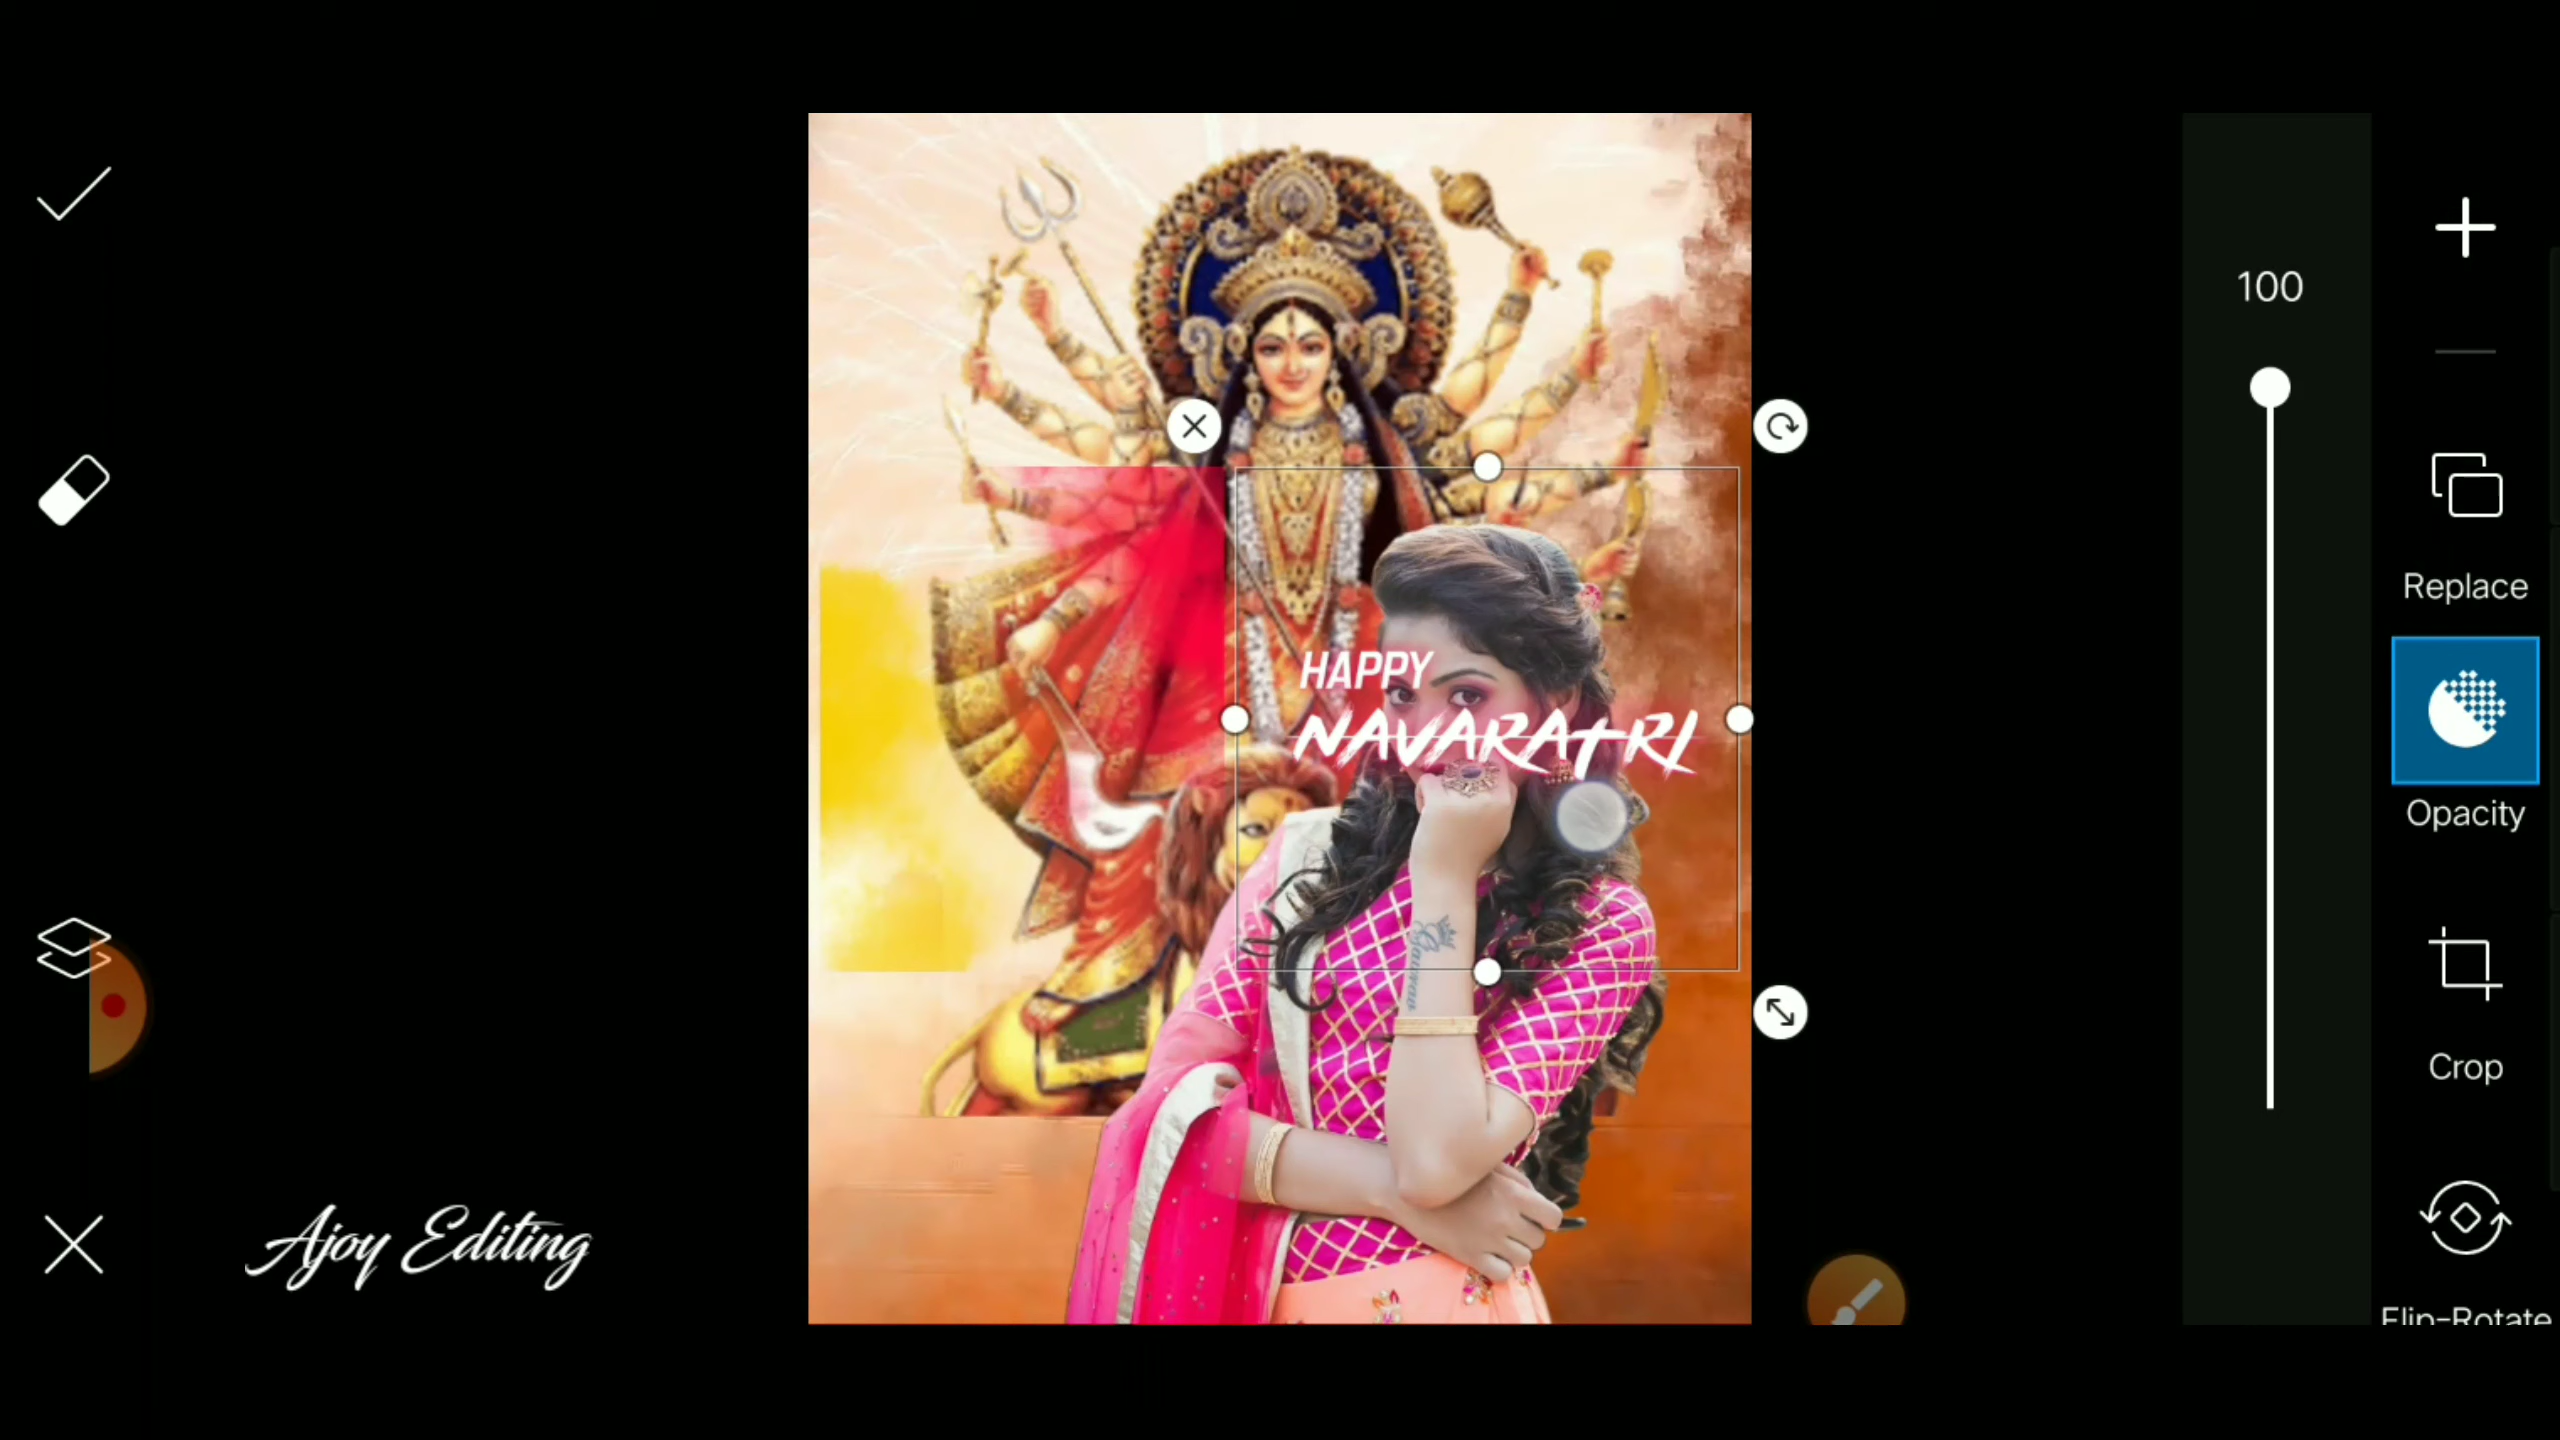 100
HAPPY
NAVARATRI
Replace
Opacity
Crop
Flip-Rotate
Ajoy Editing